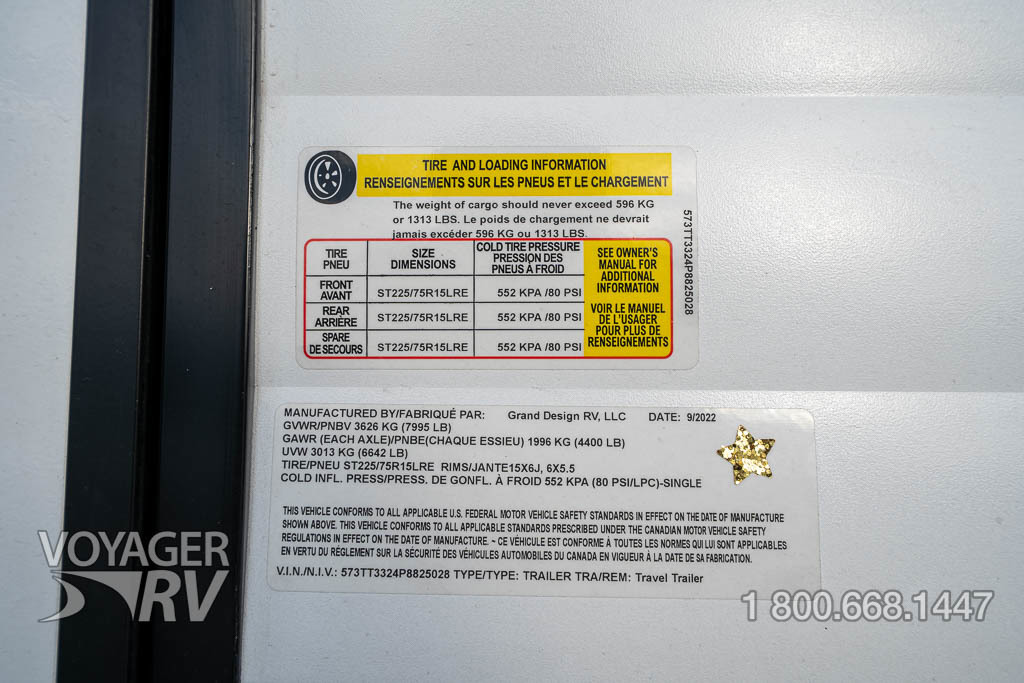 TIRE AND LOADING INFORMATION
RENSEIGNEMENTS SUR LES PNEUS ET LE CHARGEMENT
The weight of cargo should never exceed 596 KG
or 1313 LBS. Le poids de chargement ne devrait
jamais excéder 596 KG ou 1313 LBS.
TIRE
PNEU
SIZE
DIMENSIONS
COLD TIRE PRESSURE
PRESSION DES
PNEUS À FROID
FRONT
AVANT
ST225/75R15LRE
552 KPA /80 PSI
REAR
ARRIÈRE
ST225/75R15LRE
552 KPA /80 PSI
SPARE
DE SECOURS
ST225/75R15LRE
552 KPA /80 PSI
SEE OWNER'S
MANUAL FOR
ADDITIONAL
INFORMATION
VOIR LE MANUEL
DE L'USAGER
POUR PLUS DE
RENSEIGNEMENTS
573TT3324P8825028
MANUFACTURED BY/FABRIQUÉ PAR: Grand Design RV, LLC DATE: 9/2022
GVWR/PNBV 3626 KG (7995 LB)
GAWR (EACH AXLE)/PNBE(CHAQUE ESSIEU) 1996 KG (4400 LB)
UVW 3013 KG (6642 LB)
TIRE/PNEU ST225/75R15LRE RIMS/JANTE15X6J, 6X5.5
COLD INFL. PRESS/PRESS. DE GONFL. À FROID 552 KPA (80 PSI/LPC)-SINGLE
THIS VEHICLE CONFORMS TO ALL APPLICABLE U.S. FEDERAL MOTOR VEHICLE SAFETY STANDARDS IN EFFECT ON THE DATE OF MANUFACTURE
SHOWN ABOVE. THIS VEHICLE CONFORMS TO ALL APPLICABLE STANDARDS PRESCRIBED UNDER THE CANADIAN MOTOR VEHICLE SAFETY
REGULATIONS IN EFFECT ON THE DATE OF MANUFACTURE. ~ CE VÉHICULE EST CONFORME À TOUTES LES NORMES QUI LUI SONT APPLICABLES
EN VERTU DU RÉGLEMENT SUR LA SÉCURITÉ DES VÉHICULES AUTOMOBILES DU CANADA EN VIGUEUR À LA DATE DE SA FABRICATION.
V.I.N./N.I.V.: 573TT3324P8825028 TYPE/TYPE: TRAILER TRA/REM: Travel Trailer
VOYAGER
RV
1 800.668.1447